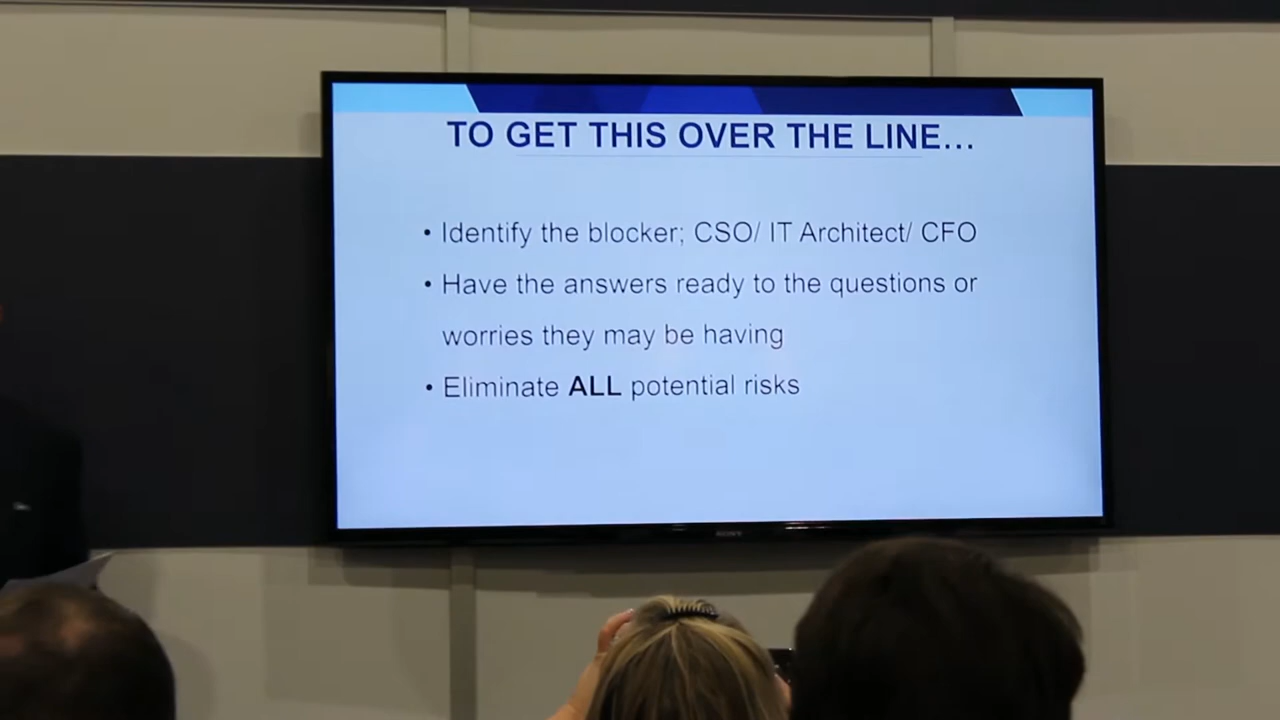 TO GET THIS OVER THE LINE...
• Identify the blocker; CSO/ IT Architect/ CFO
• Have the answers ready to the questions or
worries they may be having
• Eliminate ALL potential risks
SONY